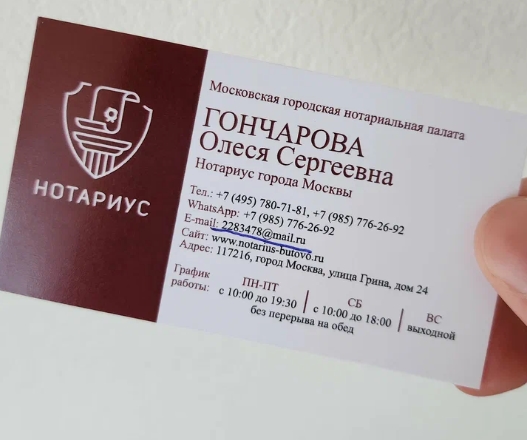 НОТАРИУС
Московская городская нотариальная палата
ГОНЧАРОВА
Олеся Сергеевна
Нотариус города Москвы
Тел.: +7 (495) 780-71-81, +7 (985) 776-26-92
WhatsApp: +7 (985) 776-26-92
E-mail: 2283478@mail.ru
Сайт: www.notarius-butovo.ru
Адрес: 117216, город Москва, улица Грина, дом 24
График работы:
ПН-ПТ
с 10:00 до 19:30
СБ
с 10:00 до 18:00
ВС
выходной
без перерыва на обед